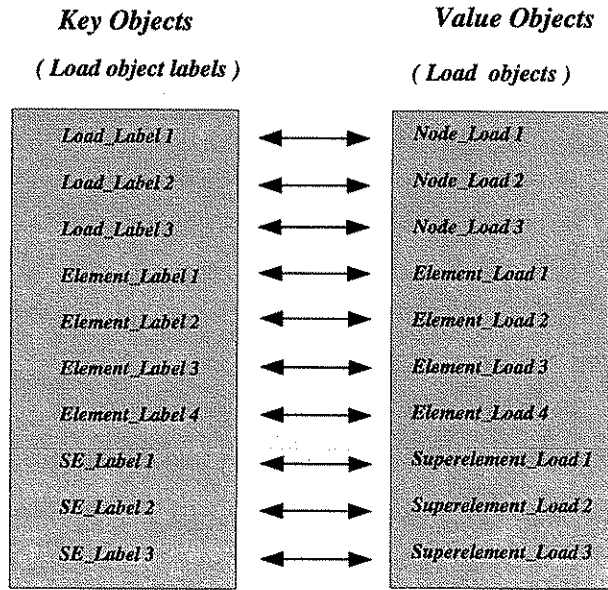 Key Objects
Value Objects
( Load object labels )
( Load objects )
Load_Label 1
Node_Load 1
Load_Label 2
Node_Load 2
Load_Label 3
Node_Load 3
Element_Label 1
Element_Load 1
Element_Label 2
Element_Load 2
Element_Label 3
Element_Load 3
Element_Label 4
Element_Load 4
SE_Label 1
Superelement_Load 1
SE_Label 2
Superelement_Load 2
SE_Label 3
Superelement_Load 3